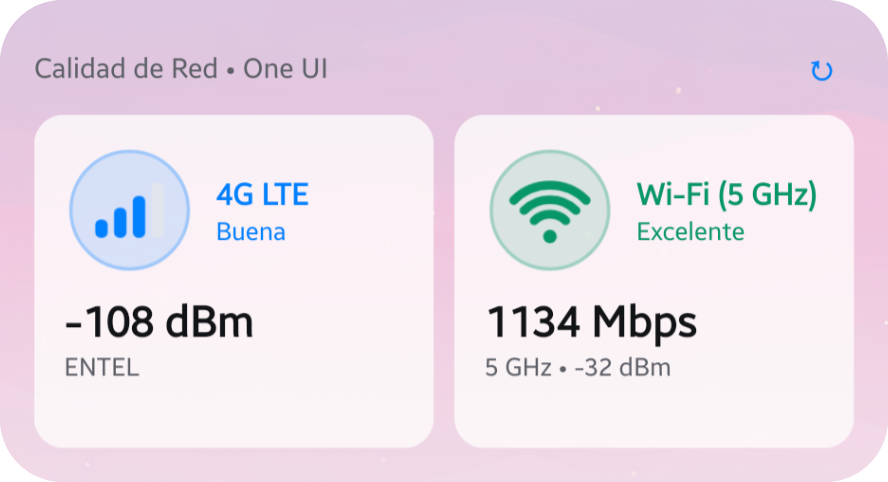 Calidad de Red • One UI
4G LTE
Buena
-108 dBm
ENTEL
Wi-Fi (5 GHz)
Excelente
1134 Mbps
5 GHz • -32 dBm